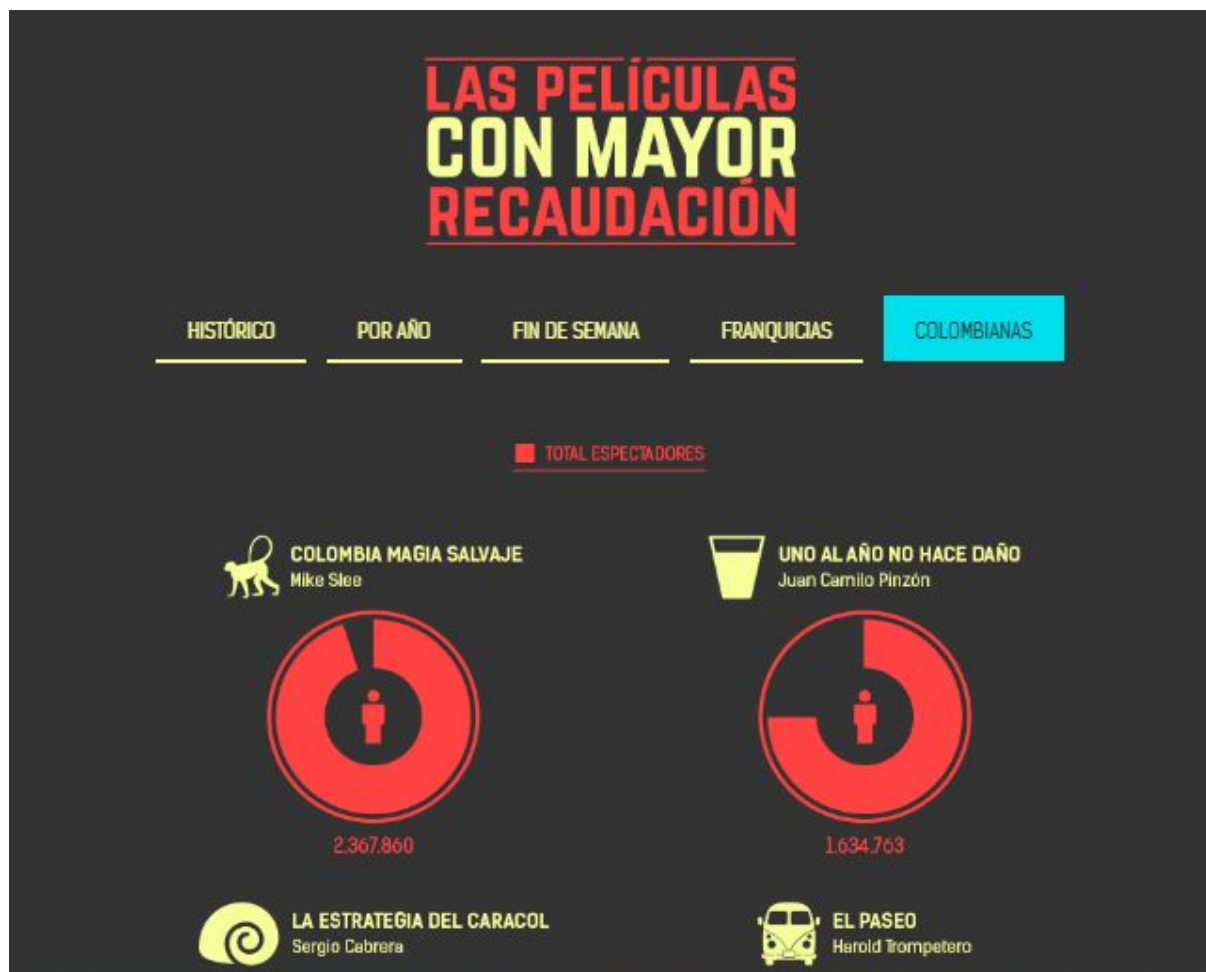 LAS PELÍCULAS
CON MAYOR
RECAUDACIÓN
HISTÓRICO
POR AÑO
FIN DE SEMANA
FRANQUICIAS
COLOMBIANAS
TOTAL ESPECTADORES
COLOMBIA MAGIA SALVAJE
Mike Slee
2.367.860
UNO AL AÑO NO HACE DAÑO
Juan Camilo Pinzón
1.634.763
LA ESTRATEGIA DEL CARACOL
Sergio Cabrera
EL PASEO
Harold Trompetero